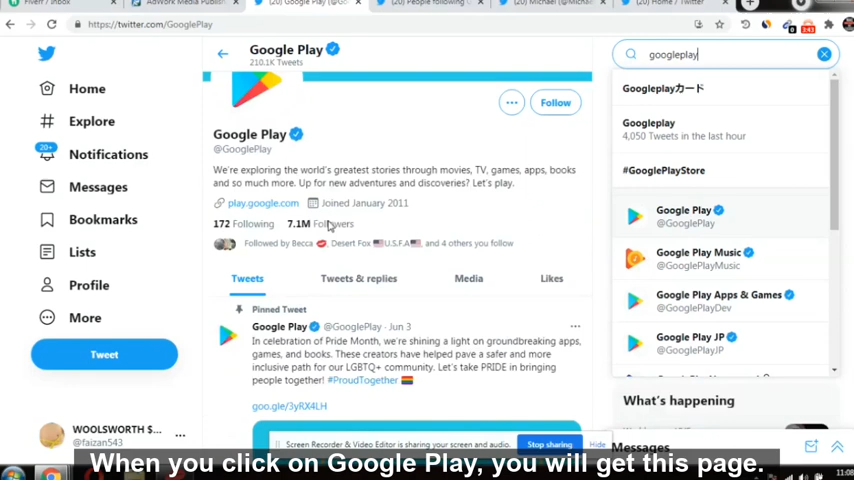 Fiverr / Inbox
AdWork Media Publish
(20) Google Play (@Go
(20) People following
(20) Michael (@Michae
(20) Home / Twitter
https://twitter.com/GooglePlay
Google Play
210.1K Tweets
googleplay
Home
Explore
20+
Notifications
Messages
Bookmarks
Lists
Profile
More
Tweet
WOOLSWORTH $...
@faizan543
Follow
Google Play
@GooglePlay
We're exploring the world's greatest stories through movies, TV, games, apps, books
and so much more. Up for new adventures and discoveries? Let's play.
play.google.com Joined January 2011
172 Following 7.1M Followers
Followed by Becca 💋, Desert Fox 🇺🇸U.S.F.A🇺🇸, and 4 others you follow
Tweets Tweets & replies Media Likes
Pinned Tweet
Google Play @GooglePlay · Jun 3
In celebration of Pride Month, we're shining a light on groundbreaking apps,
games, and books. These creators have helped pave a safer and more
inclusive path for our LGBTQ+ community. Let's take PRIDE in bringing
people together! #ProudTogether 🏳️‍🌈
goo.gle/3yRX4LH
Googleplayカード
Googleplay
4,050 Tweets in the last hour
#GooglePlayStore
Google Play
@GooglePlay
Google Play Music
@GooglePlayMusic
Google Play Apps & Games
@GooglePlayDev
Google Play JP
@GooglePlayJP
What's happening
Messages
Screen Recorder & Video Editor is sharing your screen and audio. Stop sharing Hide
When you click on Google Play, you will get this page.
11:08